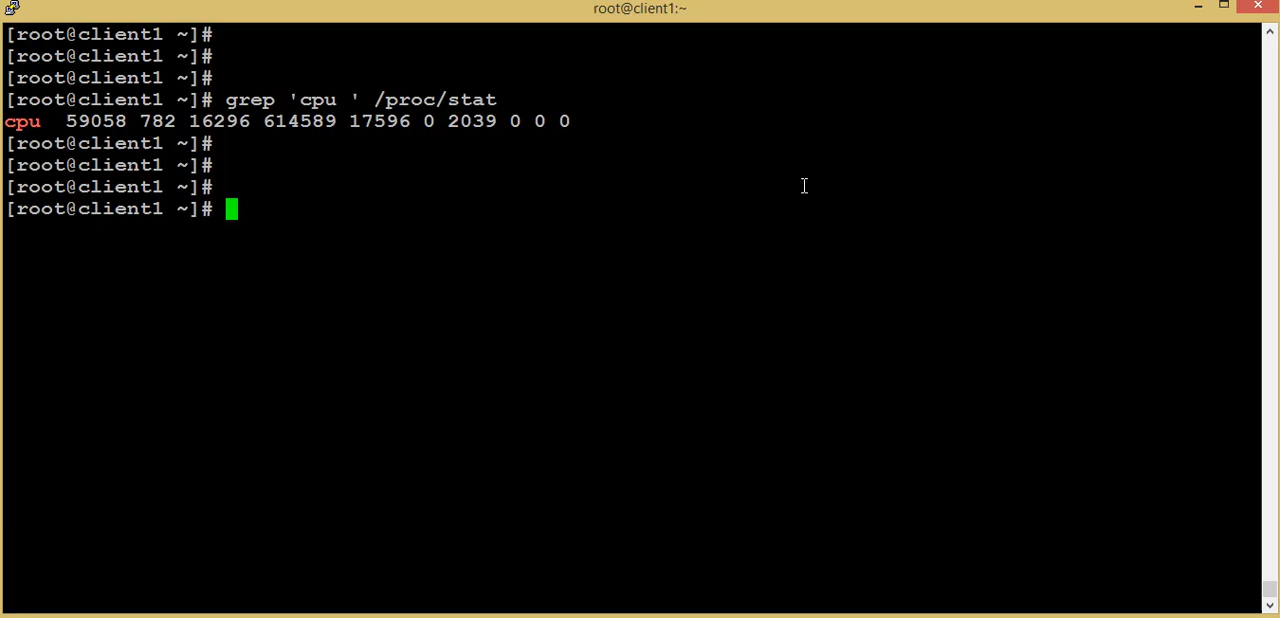 root@client1:~
[root@client1 ~]#
[root@client1 ~]#
[root@client1 ~]#
[root@client1 ~]# grep 'cpu ' /proc/stat
cpu  59058 782 16296 614589 17596 0 2039 0 0 0
[root@client1 ~]#
[root@client1 ~]#
[root@client1 ~]#
[root@client1 ~]#